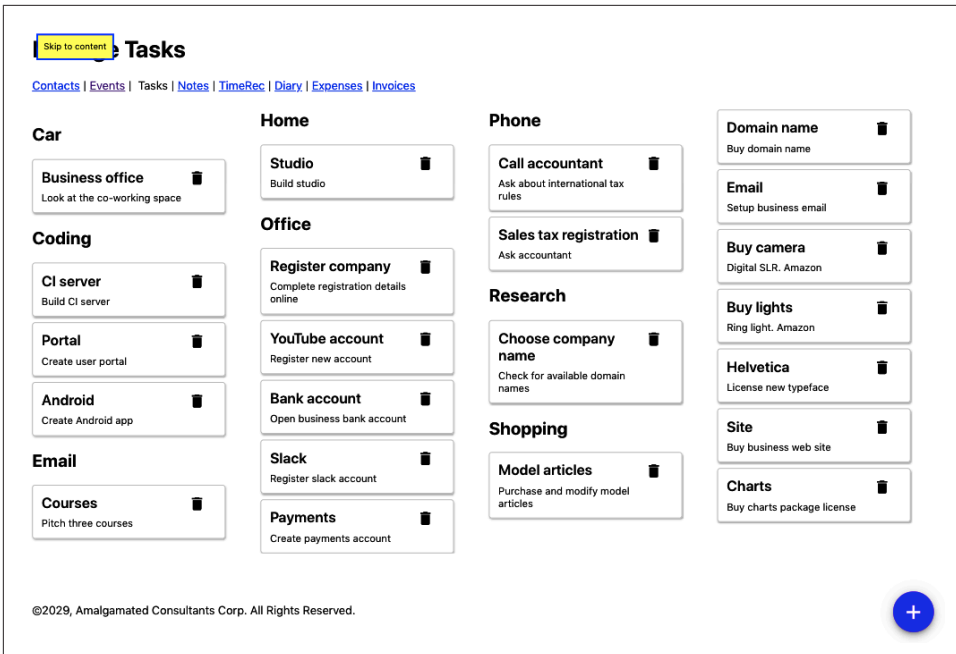 Skip to content
Tasks
Contacts | Events | Tasks | Notes | TimeRec | Diary | Expenses | Invoices
Car
Business office
Look at the co-working space
Coding
CI server
Build CI server
Portal
Create user portal
Android
Create Android app
Email
Courses
Pitch three courses
Home
Studio
Build studio
Office
Register company
Complete registration details
online
YouTube account
Register new account
Bank account
Open business bank account
Slack
Register slack account
Payments
Create payments account
Phone
Call accountant
Ask about international tax
rules
Sales tax registration
Ask accountant
Research
Choose company
name
Check for available domain
names
Shopping
Model articles
Purchase and modify model
articles
Domain name
Buy domain name
Email
Setup business email
Buy camera
Digital SLR. Amazon
Buy lights
Ring light. Amazon
Helvetica
License new typeface
Site
Buy business web site
Charts
Buy charts package license
©2029, Amalgamated Consultants Corp. All Rights Reserved.
+